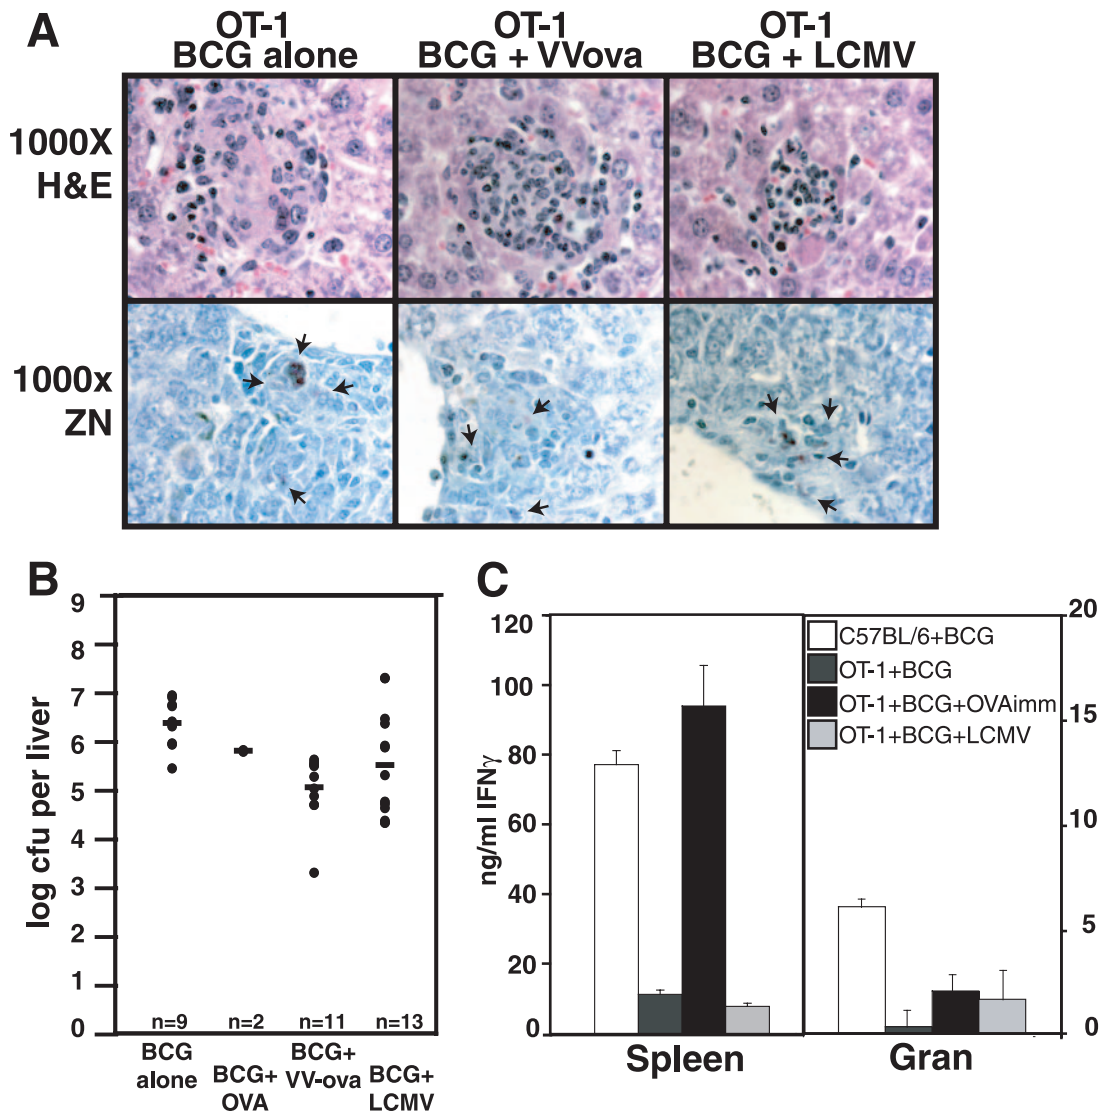 A
OT-1
BCG alone
OT-1
BCG + VVova
OT-1
BCG + LCMV
1000X
H&E
1000x
ZN
B
log cfu per liver
9
8
7
6
5
4
3
2
1
0
n=9
n=2
n=11
n=13
BCG
alone
BCG+
OVA
BCG+
VV-ova
BCG+
LCMV
C
ng/ml IFNγ
120
100
80
60
40
20
0
Spleen
C57BL/6+BCG
OT-1+BCG
OT-1+BCG+OVAimm
OT-1+BCG+LCMV
20
15
10
5
0
Gran